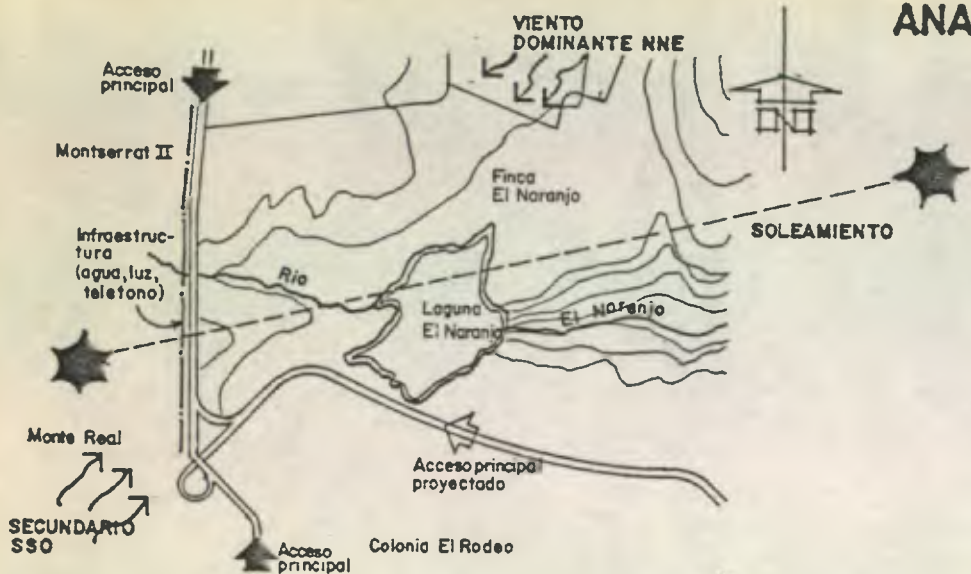 ANA
VIENTO
DOMINANTE NNE
Acceso
principal
Montserrat II
Finca
El Naranjo
SOLEAMIENTO
Infraestruc-
tura
(agua, luz,
telefono)
Rio
Laguna
El Naranjo
El Naranjo
Monte Real
Acceso principal
proyectado
SECUNDARIO
SSO
Acceso
principal
Colonia El Rodeo